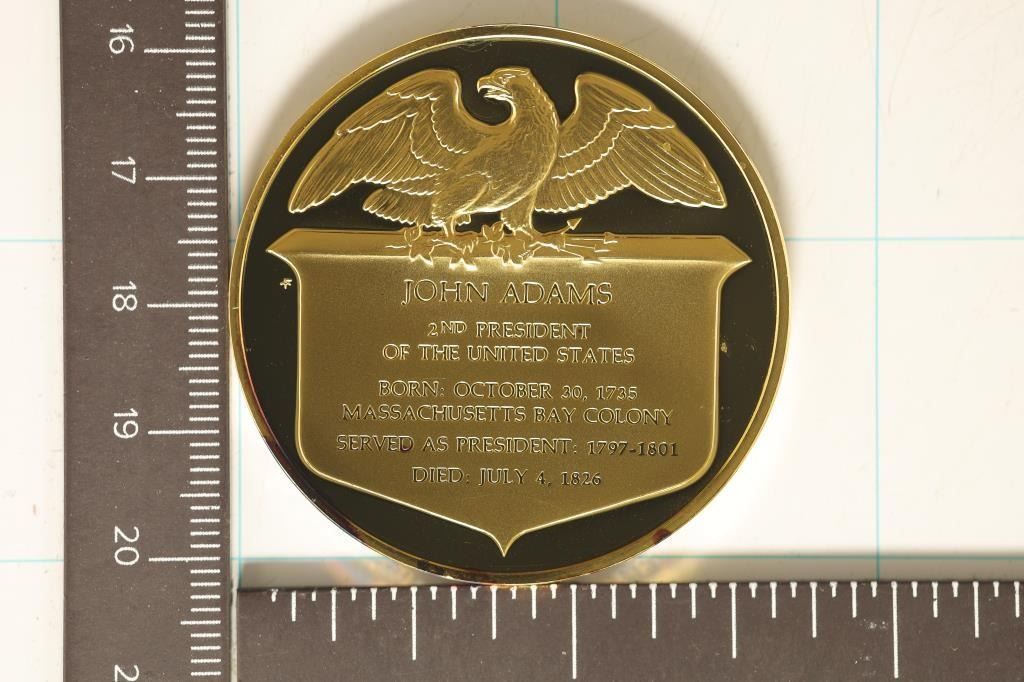 JOHN ADAMS
2ND PRESIDENT
OF THE UNITED STATES
BORN: OCTOBER 20, 1735
MASSACHUSETTS BAY COLONY
SERVED AS PRESIDENT: 1797-1801
DIED: JULY 4, 1826
16
17
18
19
20